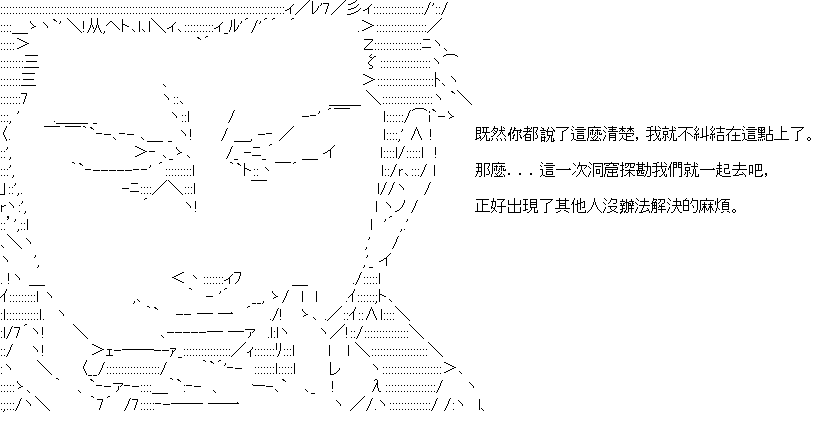 既然你都說了這麼清楚，我就不糾結在這點上了。
那麼．．．這一次洞窟探勘我們就一起去吧，
正好出現了其他人沒辦法解決的麻煩。